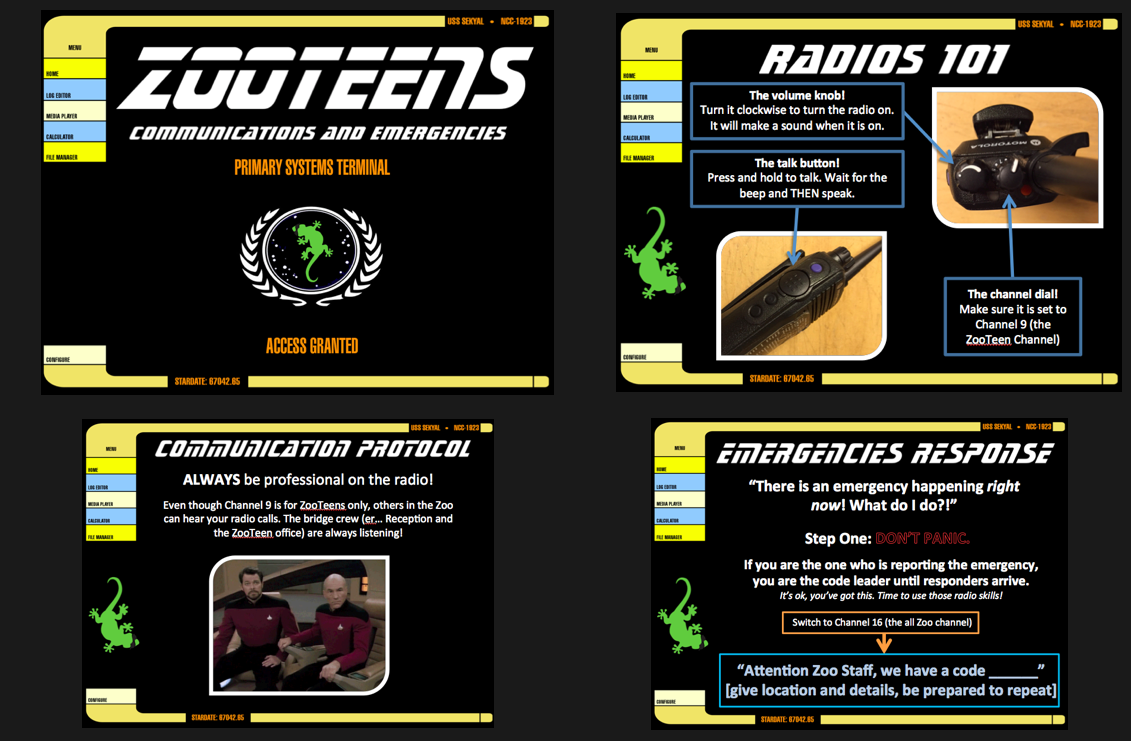 USS SEKYAL • NCC-1923
MENU
HOME
LOG EDITOR
MEDIA PLAYER
CALCULATOR
FILE MANAGER
ZOOTEENS
COMMUNICATIONS AND EMERGENCIES
PRIMARY SYSTEMS TERMINAL
ACCESS GRANTED
CONFIGURE
STARDATE: 67042.65
USS SEKYAL • NCC-1923
MENU
HOME
LOG EDITOR
MEDIA PLAYER
CALCULATOR
FILE MANAGER
RADIOS 101
The volume knob!
Turn it clockwise to turn the radio on.
It will make a sound when it is on.
The talk button!
Press and hold to talk. Wait for the
beep and THEN speak.
MOTOROLA
The channel dial!
Make sure it is set to
Channel 9 (the
ZooTeen Channel)
CONFIGURE
STARDATE: 67042.65
USS SEKYAL • NCC-1923
MENU
HOME
LOG EDITOR
MEDIA PLAYER
CALCULATOR
FILE MANAGER
COMMUNICATION PROTOCOL
ALWAYS be professional on the radio!
Even though Channel 9 is for ZooTeens only, others in the Zoo
can hear your radio calls. The bridge crew (er... Reception and
the ZooTeen office) are always listening!
CONFIGURE
STARDATE: 67042.65
USS SEKYAL • NCC-1923
MENU
HOME
LOG EDITOR
MEDIA PLAYER
CALCULATOR
FILE MANAGER
EMERGENCIES RESPONSE
“There is an emergency happening right
now! What do I do?!”
Step One: DON'T PANIC.
If you are the one who is reporting the emergency,
you are the code leader until responders arrive.
It's ok, you've got this. Time to use those radio skills!
Switch to Channel 16 (the all Zoo channel)
“Attention Zoo Staff, we have a code ______”
[give location and details, be prepared to repeat]
CONFIGURE
STARDATE: 67042.65